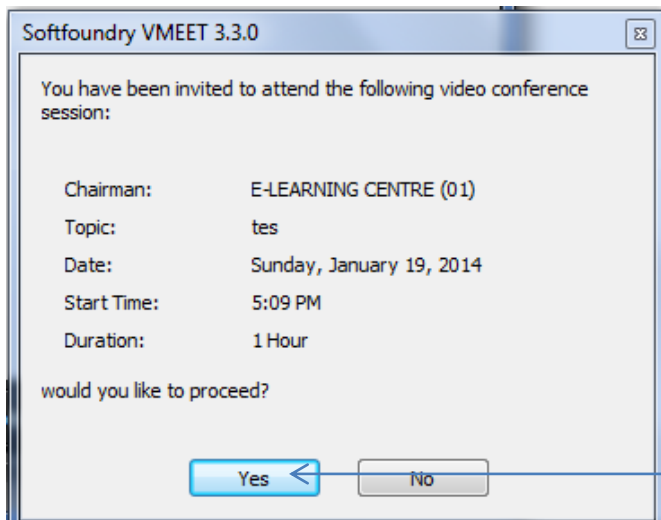 Softfoundry VMEET 3.3.0
You have been invited to attend the following video conference
session:
Chairman: E-LEARNING CENTRE (01)
Topic: tes
Date: Sunday, January 19, 2014
Start Time: 5:09 PM
Duration: 1 Hour
would you like to proceed?
Yes No